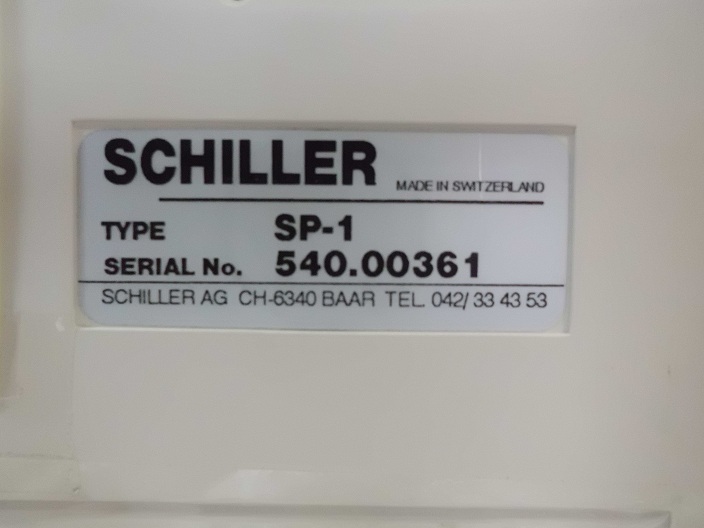 SCHILLER MADE IN SWITZERLAND
TYPE SP-1
SERIAL No. 540.00361
SCHILLER AG CH-6340 BAAR TEL. 042/ 33 43 53